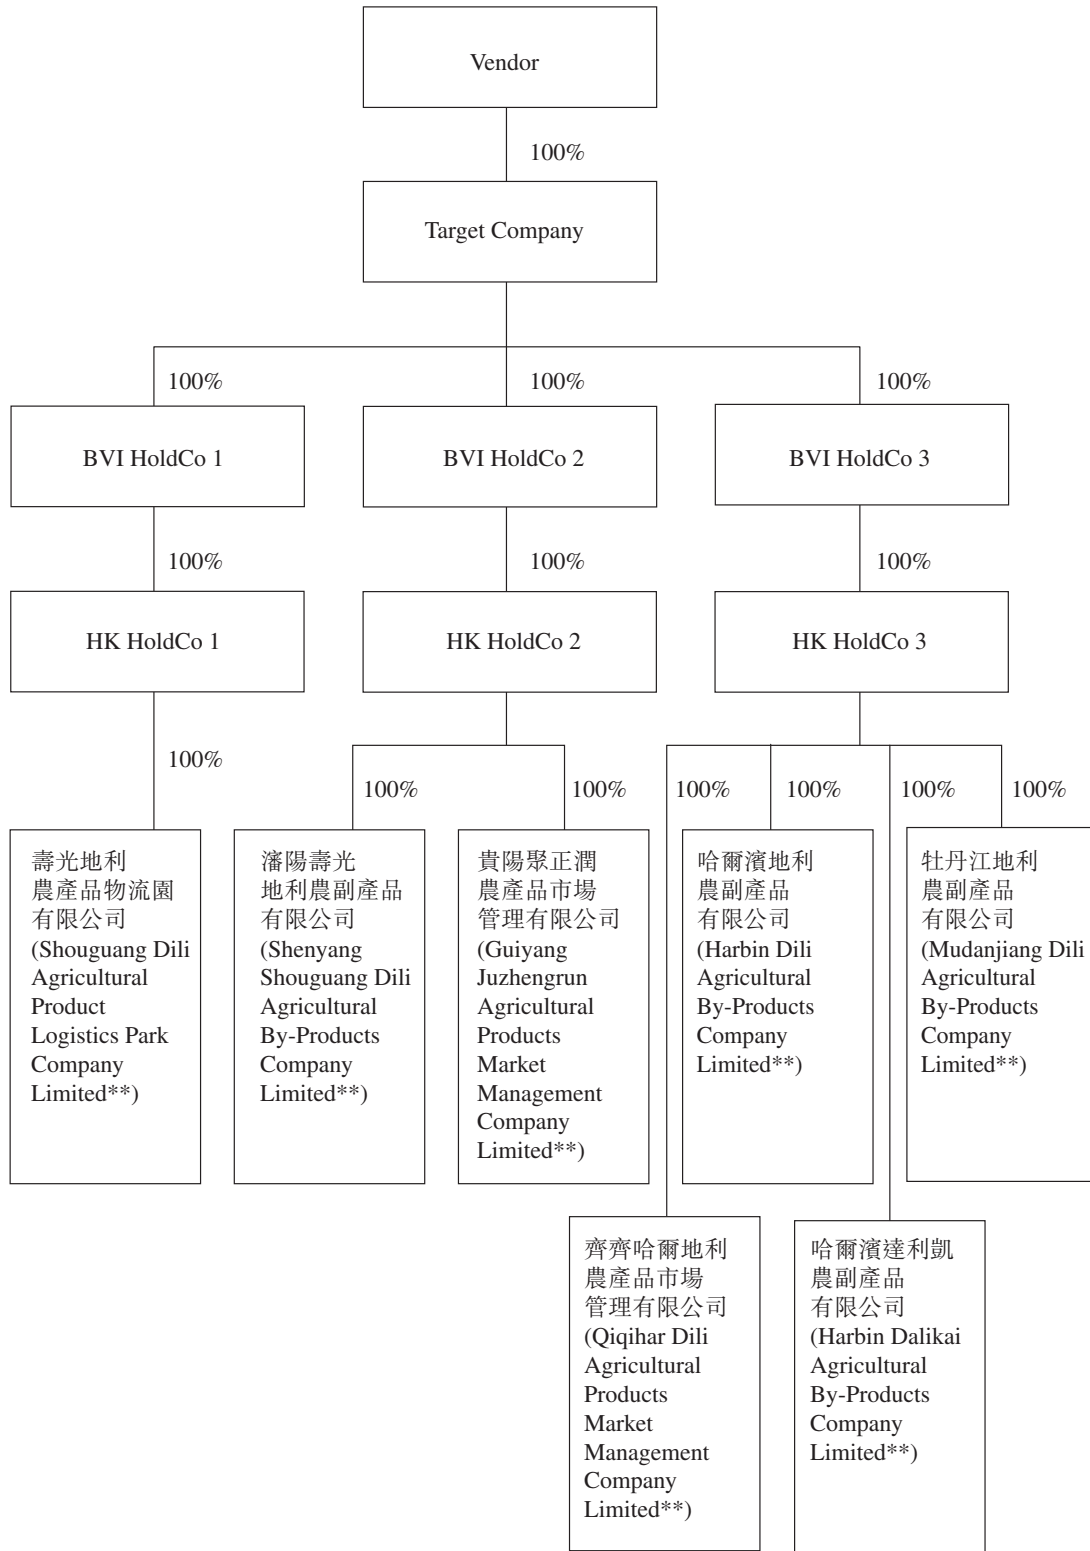 Vendor
100%
Target Company
100%
100%
100%
BVI HoldCo 1
BVI HoldCo 2
BVI HoldCo 3
100%
100%
100%
HK HoldCo 1
HK HoldCo 2
HK HoldCo 3
100%
100%
100%
100%
100%
100%
100%
壽光地利
農產品物流園
有限公司
(Shouguang Dili
Agricultural
Product
Logistics Park
Company
Limited**)
瀋陽壽光
地利農副產品
有限公司
(Shenyang
Shouguang Dili
Agricultural
By-Products
Company
Limited**)
貴陽聚正潤
農產品市場
管理有限公司
(Guiyang
Juzhengrun
Agricultural
Products
Market
Management
Company
Limited**)
哈爾濱地利
農副產品
有限公司
(Harbin Dili
Agricultural
By-Products
Company
Limited**)
牡丹江地利
農副產品
有限公司
(Mudanjiang Dili
Agricultural
By-Products
Company
Limited**)
齊齊哈爾地利
農產品市場
管理有限公司
(Qiqihar Dili
Agricultural
Products
Market
Management
Company
Limited**)
哈爾濱達利凱
農副產品
有限公司
(Harbin Dalikai
Agricultural
By-Products
Company
Limited**)